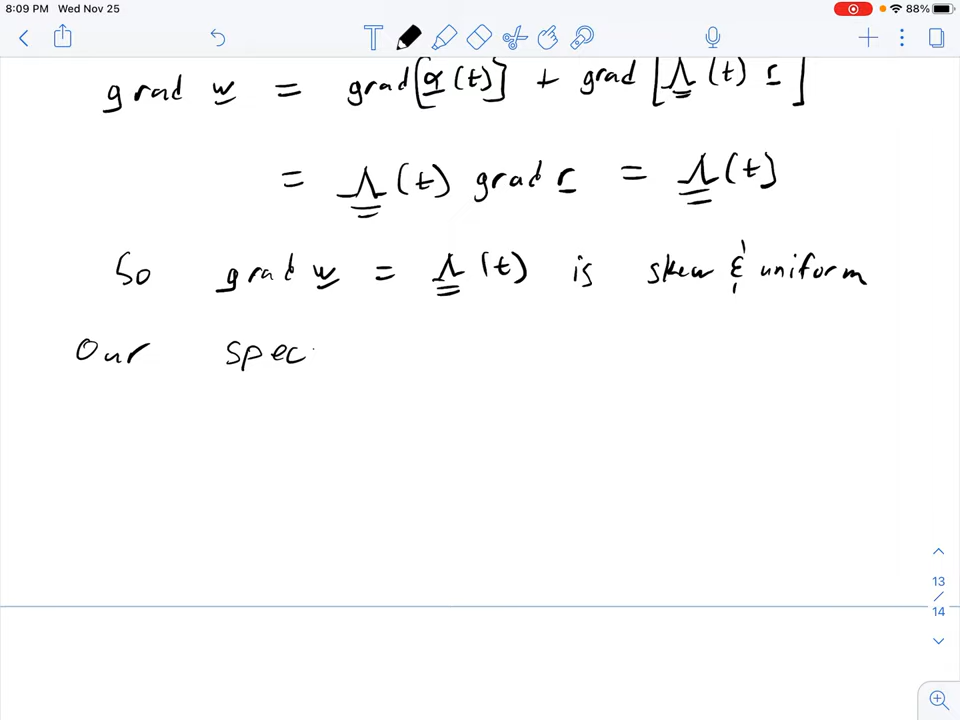 8:09 PM Wed Nov 25 88%
T
grad w = grad[α(t)] + grad[Λ(t) r]
= Λ(t) grad r = Λ(t)
So grad w = Λ(t) is skew & uniform
Our spec
13
/
14